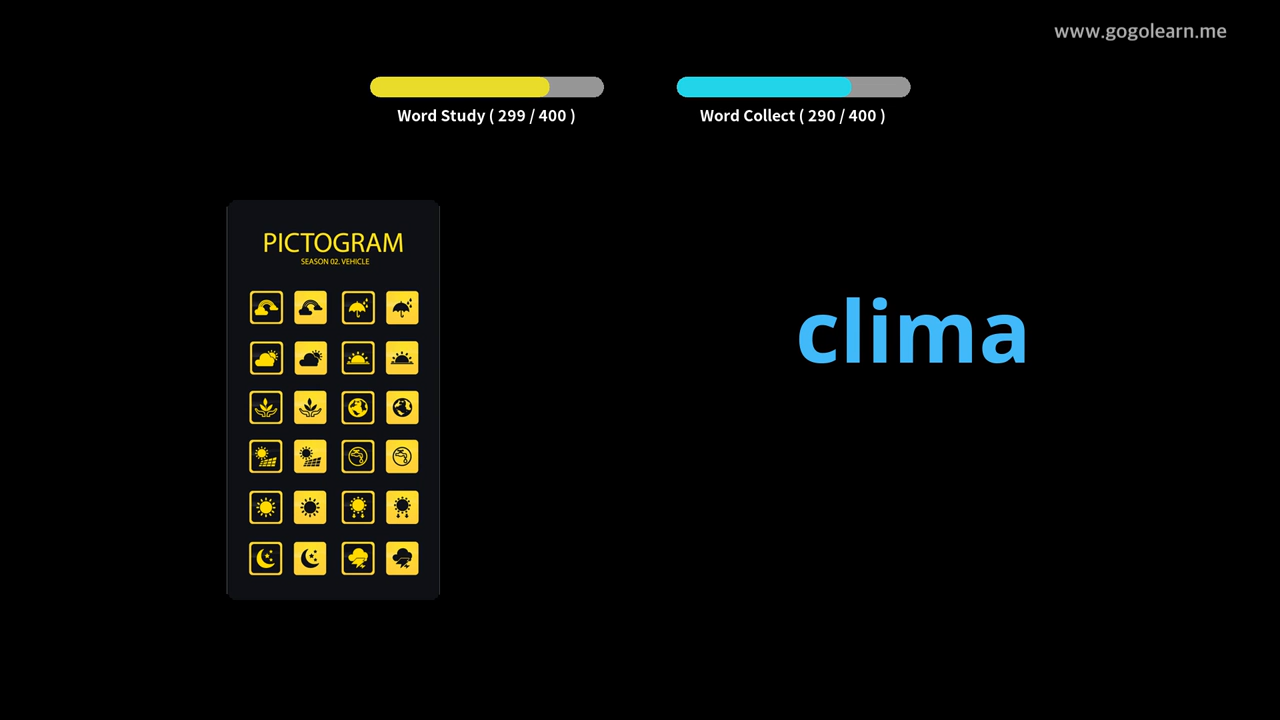 www.gogolearn.me
Word Study ( 299 / 400 )
Word Collect ( 290 / 400 )
PICTOGRAM
SEASON 02. VEHICLE
clima